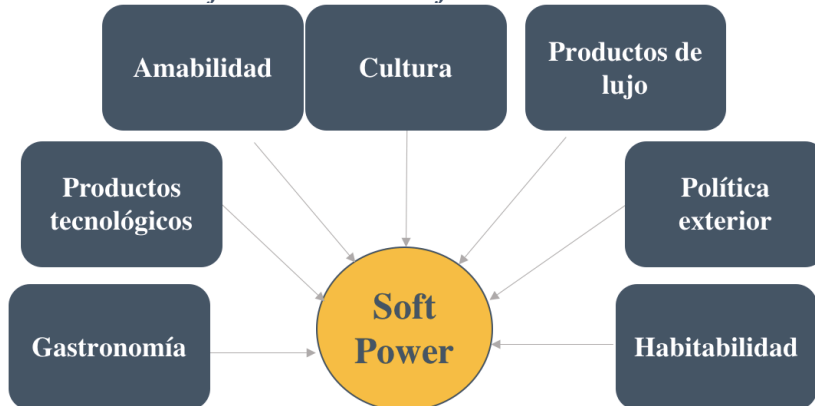 Amabilidad
Cultura
Productos de
lujo
Productos
tecnológicos
Política
exterior
Soft
Power
Gastronomía
Habitabilidad